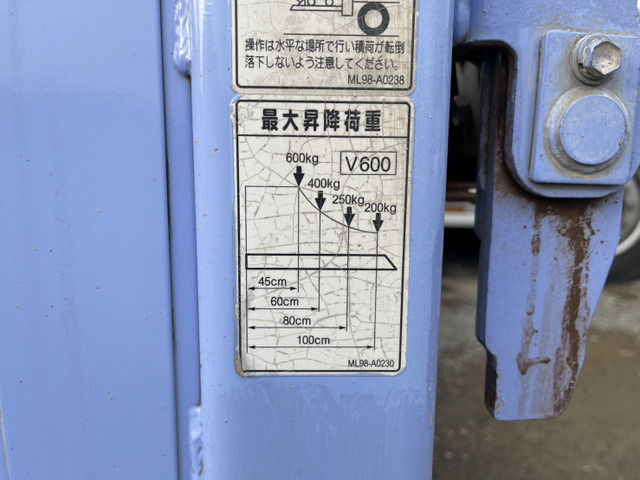 操作は水平な場所で行い積荷が転倒
落下しないよう注意してください。
ML98-A0238
最大昇降荷重
600kg
V600
400kg
250kg
200kg
45cm
60cm
80cm
100cm
ML98-A0230